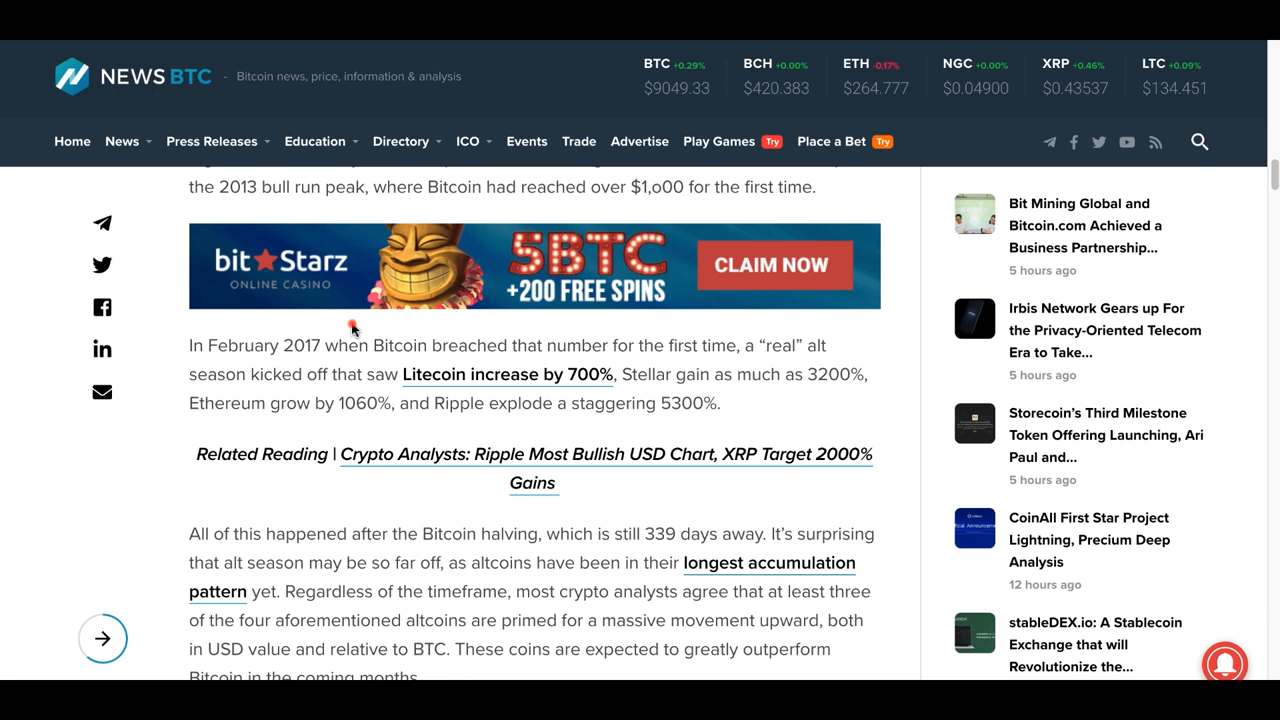 NEWSBTC - Bitcoin news, price, information & analysis
BTC +0.29% BCH +0.00% ETH -0.17% NGC +0.00% XRP +0.46% LTC +0.09%
$9049.33 $420.383 $264.777 $0.04900 $0.43537 $134.451
Home News Press Releases Education Directory ICO Events Trade Advertise Play Games Try Place a Bet Try
the 2013 bull run peak, where Bitcoin had reached over $1,o00 for the first time.
bit Starz
ONLINE CASINO
5BTC
+200 FREE SPINS
CLAIM NOW
In February 2017 when Bitcoin breached that number for the first time, a “real” alt
season kicked off that saw Litecoin increase by 700%, Stellar gain as much as 3200%,
Ethereum grow by 1060%, and Ripple explode a staggering 5300%.
Related Reading | Crypto Analysts: Ripple Most Bullish USD Chart, XRP Target 2000%
Gains
All of this happened after the Bitcoin halving, which is still 339 days away. It’s surprising
that alt season may be so far off, as altcoins have been in their longest accumulation
pattern yet. Regardless of the timeframe, most crypto analysts agree that at least three
of the four aforementioned altcoins are primed for a massive movement upward, both
in USD value and relative to BTC. These coins are expected to greatly outperform
Bitcoin in the coming months.
Bit Mining Global and
Bitcoin.com Achieved a
Business Partnership...
5 hours ago
Irbis Network Gears up For
the Privacy-Oriented Telecom
Era to Take...
5 hours ago
Storecoin’s Third Milestone
Token Offering Launching, Ari
Paul and...
5 hours ago
CoinAll First Star Project
Lightning, Precium Deep
Analysis
12 hours ago
stableDEX.io: A Stablecoin
Exchange that will
Revolutionize the...